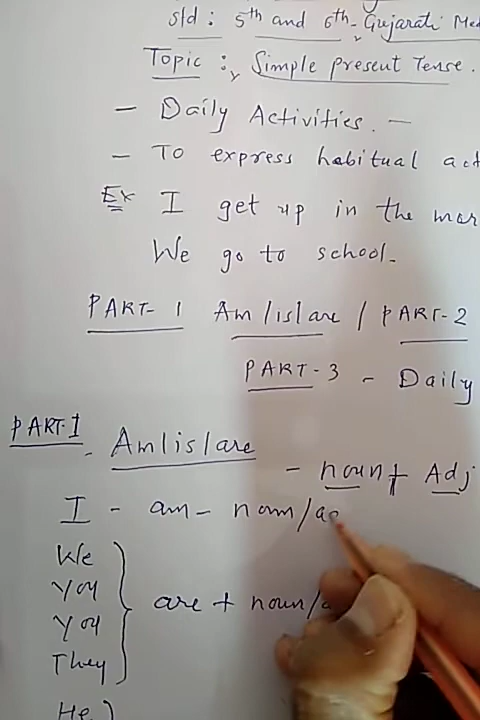 Std: 5th and 6th - Gujarati Me
Topic : Simple Present Tense.
- Daily Activities. -
- To express habitual act
Ex I get up in the mor
We go to school.
PART-1 Am/is/are / PART-2
PART-3 - Daily
PART-I - Am/is/are
- noun + Adj
I - am - noun/ad
We
You
You
They
are + noun/a
He